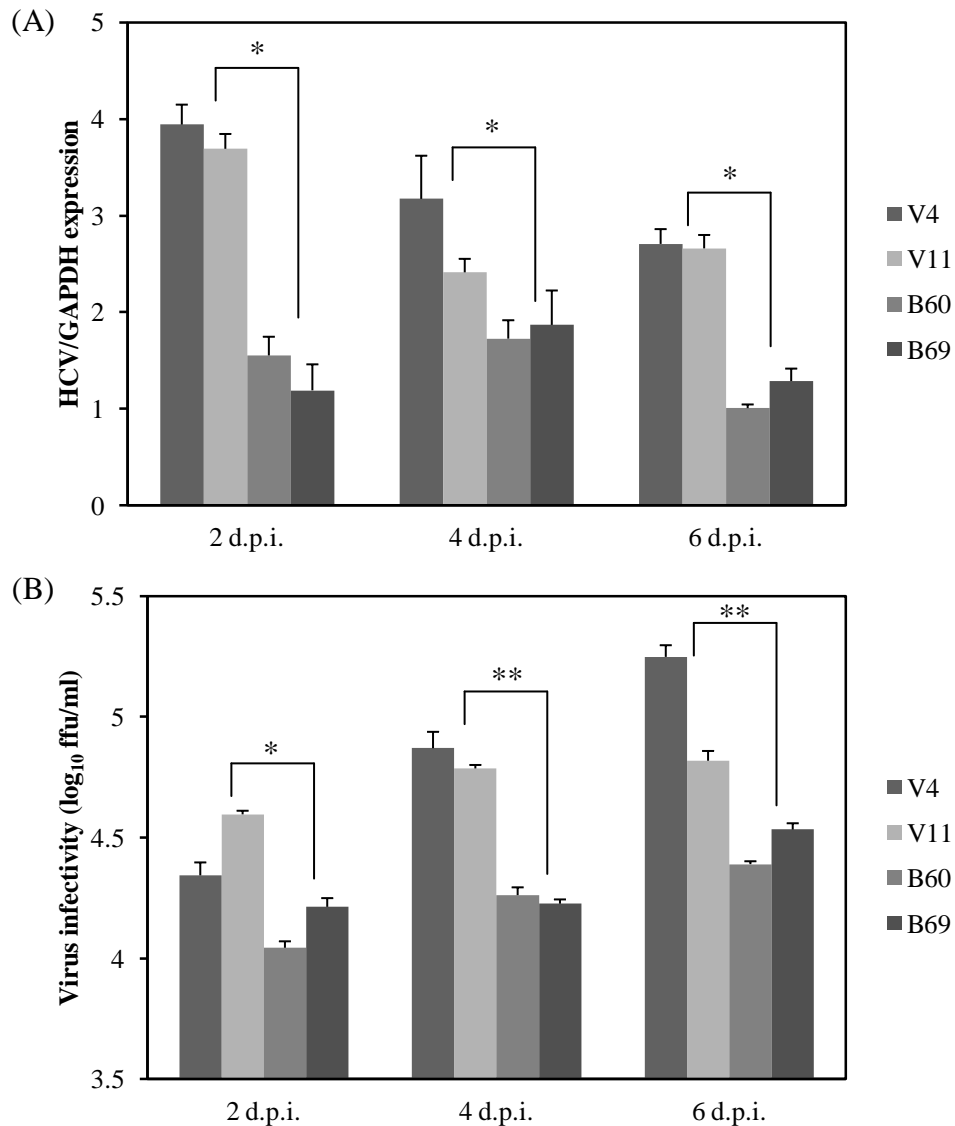 (A)
HCV/GAPDH expression
5
4
3
2
1
0
*
*
*
2 d.p.i.
4 d.p.i.
6 d.p.i.
V4
V11
B60
B69
(B)
Virus infectivity (log₁₀ ffu/ml)
5.5
5
4.5
4
3.5
*
**
**
2 d.p.i.
4 d.p.i.
6 d.p.i.
V4
V11
B60
B69